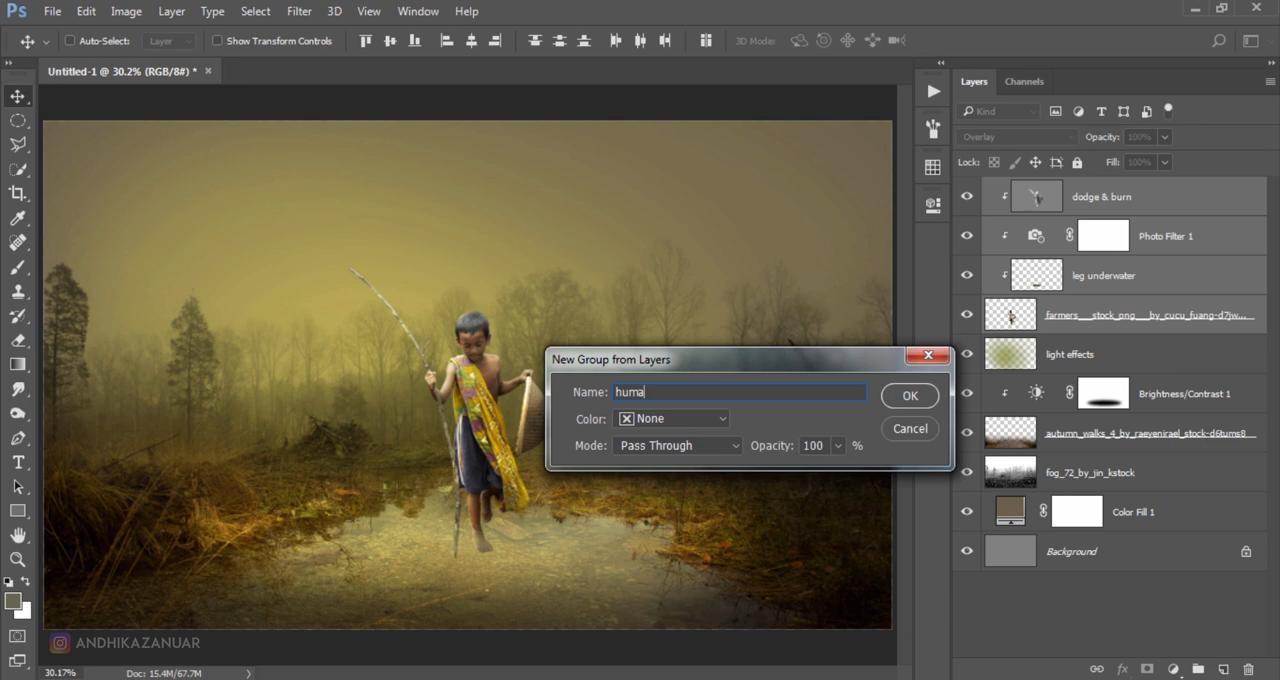 Ps File Edit Image Layer Type Select Filter 3D View Window Help
Auto-Select: Layer Show Transform Controls 3D Mode:
Untitled-1 @ 30.2% (RGB/8#) * ×
Layers Channels
Kind
Overlay Opacity: 100%
Lock: Fill: 100%
dodge & burn
Photo Filter 1
leg underwater
farmers___stock_png___by_cucu_fuang-d7jw...
light effects
Brightness/Contrast 1
autumn_walks_4_by_raeyenirael_stock-d6tums8
fog_72_by_jin_kstock
Color Fill 1
Background
New Group from Layers
Name: huma
OK
Color: None
Cancel
Mode: Pass Through Opacity: 100 %
ANDHIKAZANUAR
30.17% Doc: 15.4M/67.7M